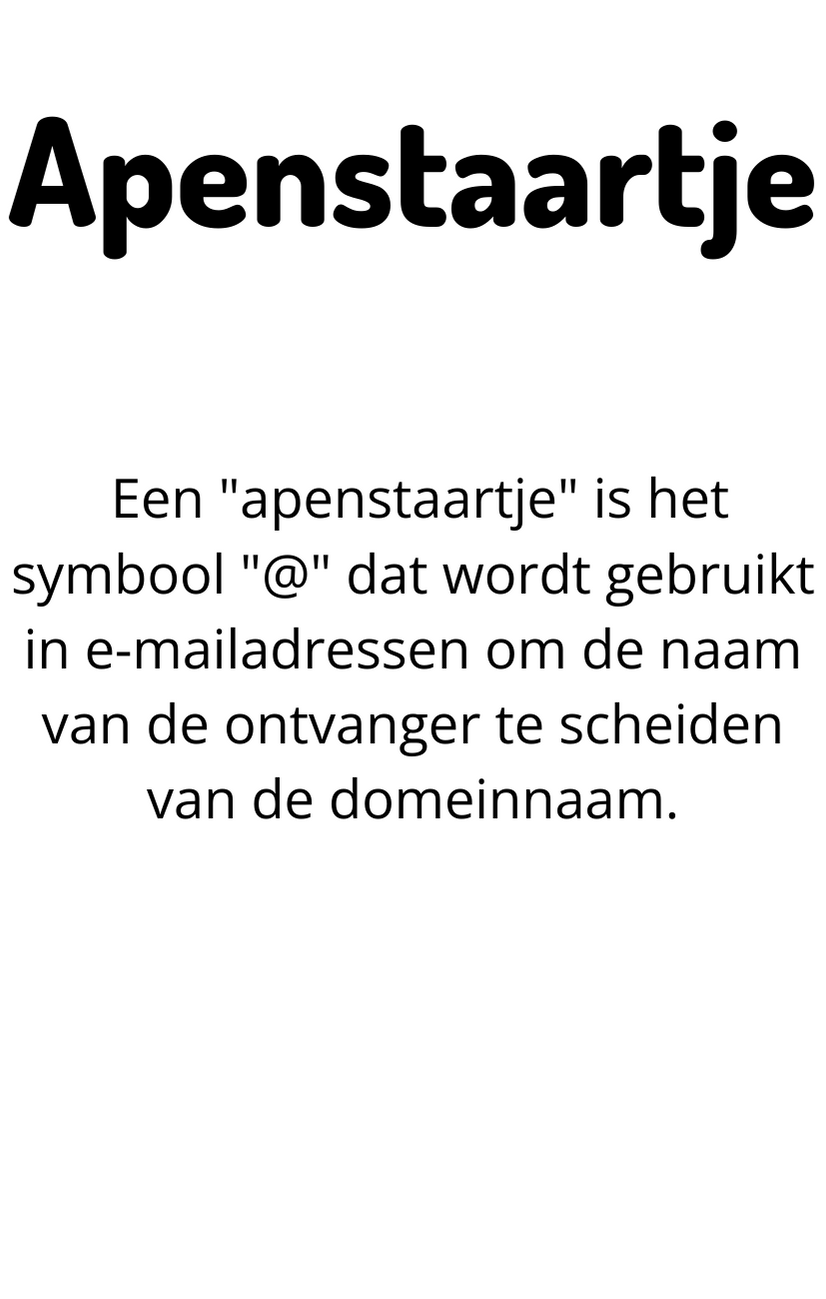 Apenstaartje
Een "apenstaartje" is het
symbool "@" dat wordt gebruikt
in e-mailadressen om de naam
van de ontvanger te scheiden
van de domeinnaam.